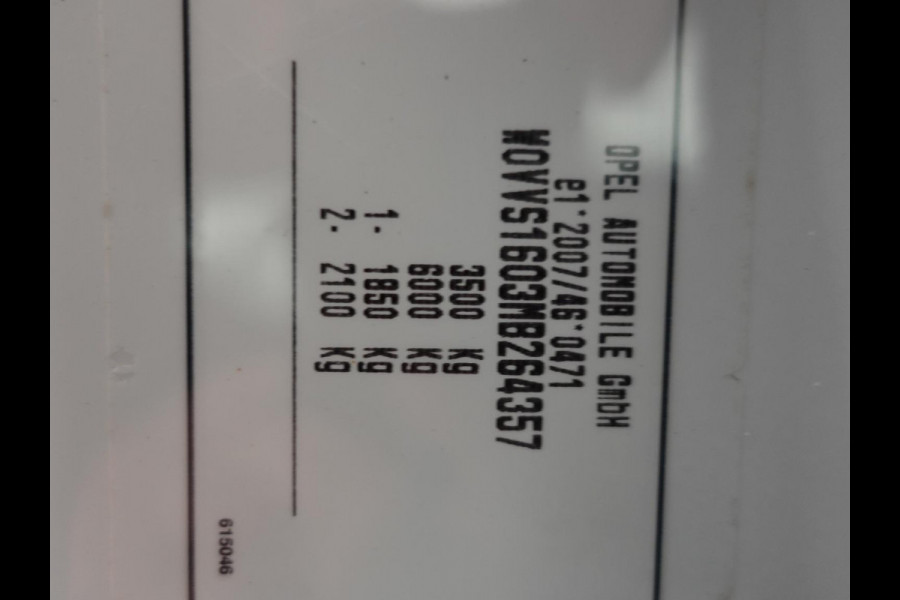 OPEL AUTOMOBILE GmbH
e1*2007/46*0471
W0VVS1603MB264357
3500 Kg
6000 Kg
1- 1850 Kg
2- 2100 Kg
615046